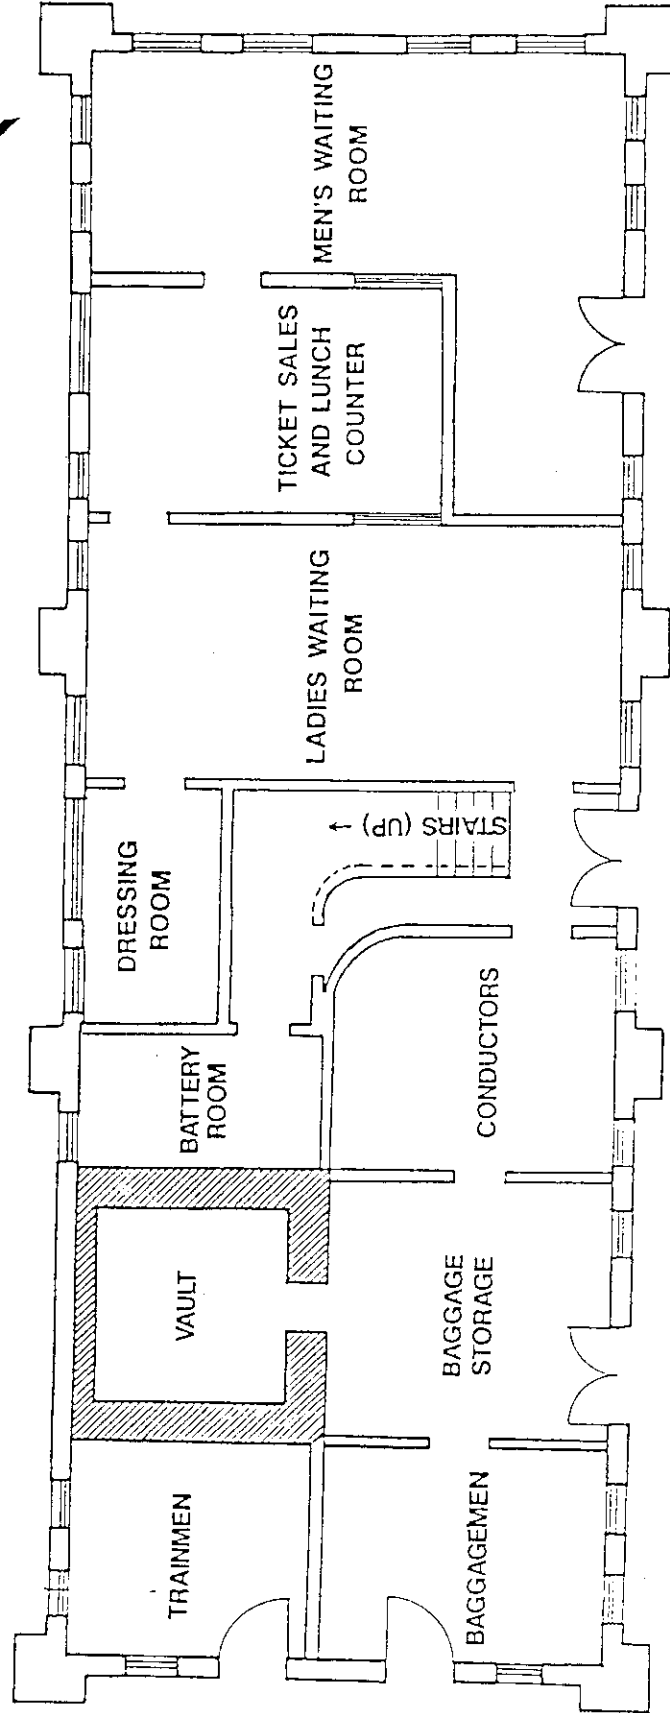 TRAINMEN
VAULT
BATTERY
ROOM
DRESSING
ROOM
BAGGAGEMEN
BAGGAGE
STORAGE
CONDUCTORS
STAIRS (UP) →
LADIES WAITING
ROOM
TICKET SALES
AND LUNCH
COUNTER
MEN'S WAITING
ROOM